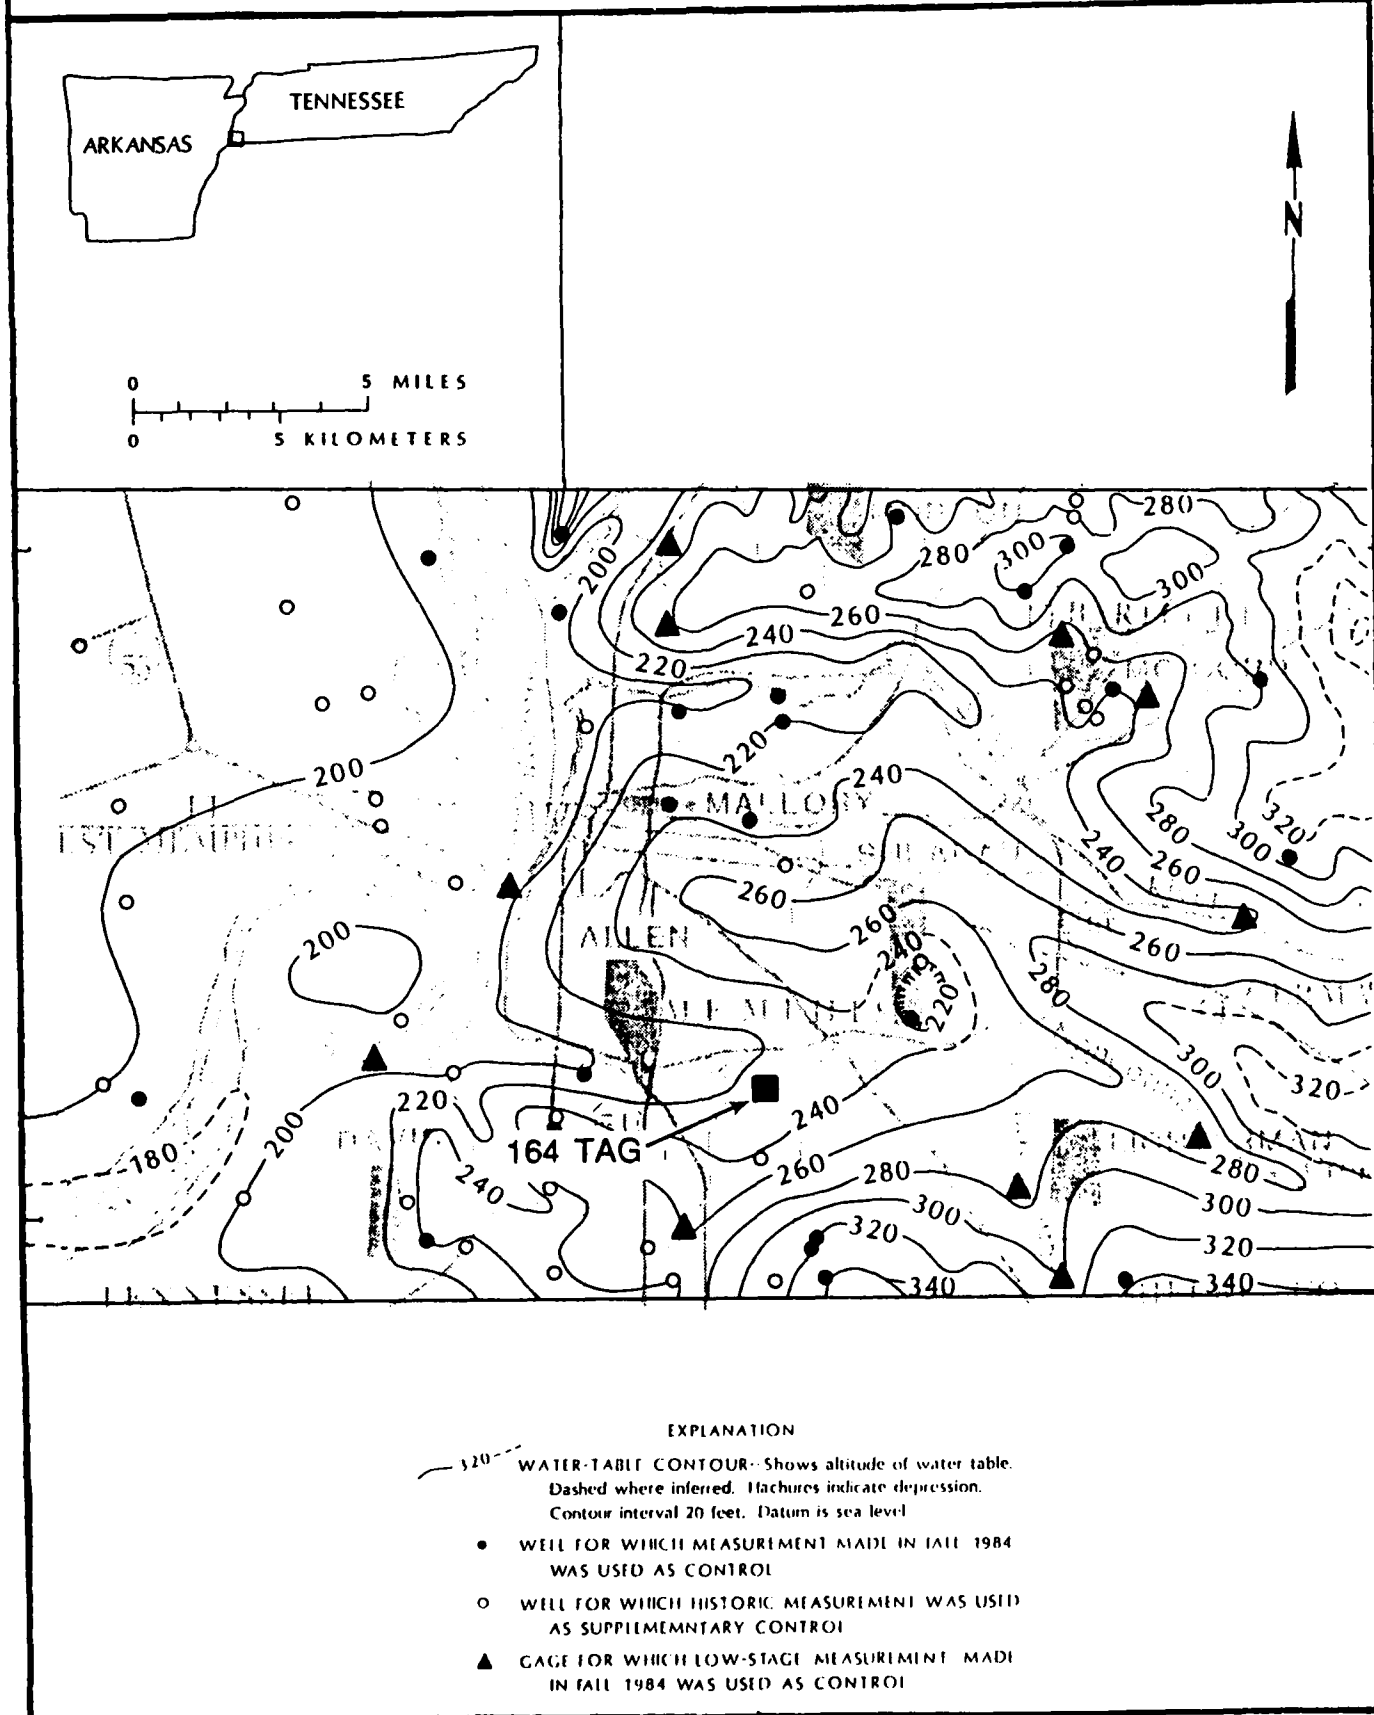 TENNESSEE
ARKANSAS
N
0 5 MILES
0 5 KILOMETERS
280
280
300
300
200
260
240
220
220
200
240
MALLORY
320
280
300
240
260
260
260
ALLEN
240
260
200
280
220
300
320
220
240
200
164 TAG
180
260
280
280
240
300
300
320
320
340
340
EXPLANATION
320
WATER-TABLE CONTOUR--Shows altitude of water table.
Dashed where inferred. Hachures indicate depression.
Contour interval 20 feet. Datum is sea level
WELL FOR WHICH MEASUREMENT MADE IN FALL 1984
WAS USED AS CONTROL
WELL FOR WHICH HISTORIC MEASUREMENT WAS USED
AS SUPPLEMEMNTARY CONTROL
GAGE FOR WHICH LOW-STAGE MEASUREMENT MADE
IN FALL 1984 WAS USED AS CONTROL